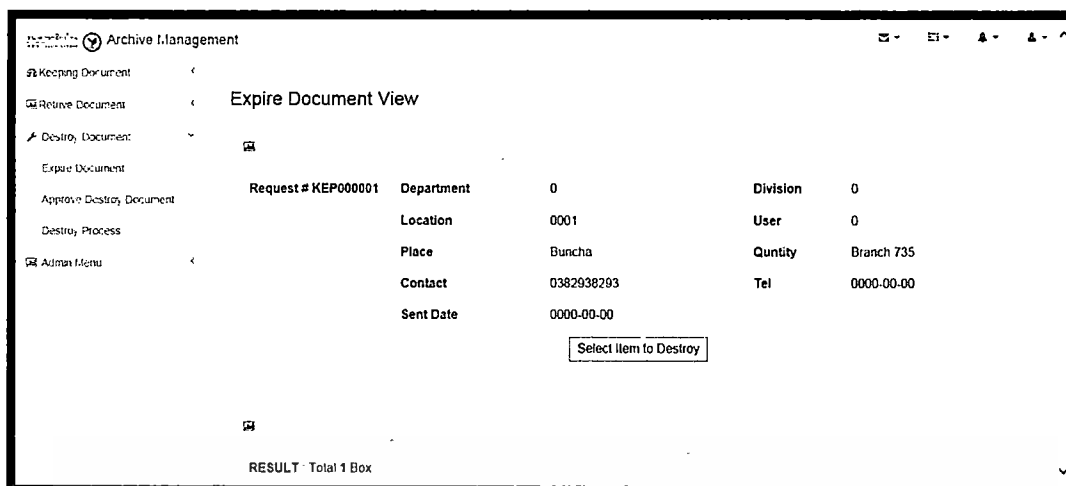 Archive Management
Keeping Document
Retrive Document
Destroy Document
Expire Document
Approve Destroy Document
Destroy Process
Admin Menu
Expire Document View
Request # KEP000001 Department 0 Division 0
Location 0001 User 0
Place Buncha Quntity Branch 735
Contact 0382938293 Tel 0000-00-00
Sent Date 0000-00-00
Select Item to Destroy
RESULT : Total 1 Box